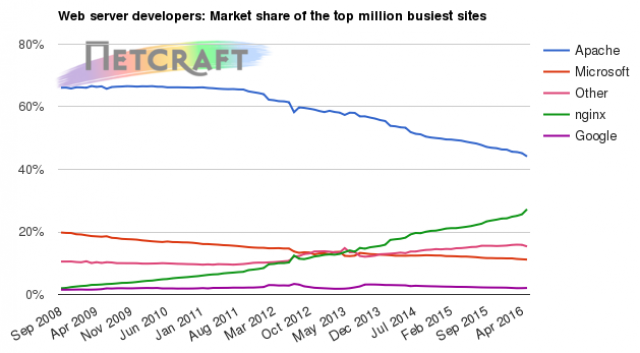 Web server developers: Market share of the top million busiest sites
NETCRAFT
80%
60%
40%
20%
0%
Sep 2008
Apr 2009
Nov 2009
Jun 2010
Jan 2011
Aug 2011
Mar 2012
Oct 2012
May 2013
Dec 2013
Jul 2014
Feb 2015
Sep 2015
Apr 2016
Apache
Microsoft
Other
nginx
Google